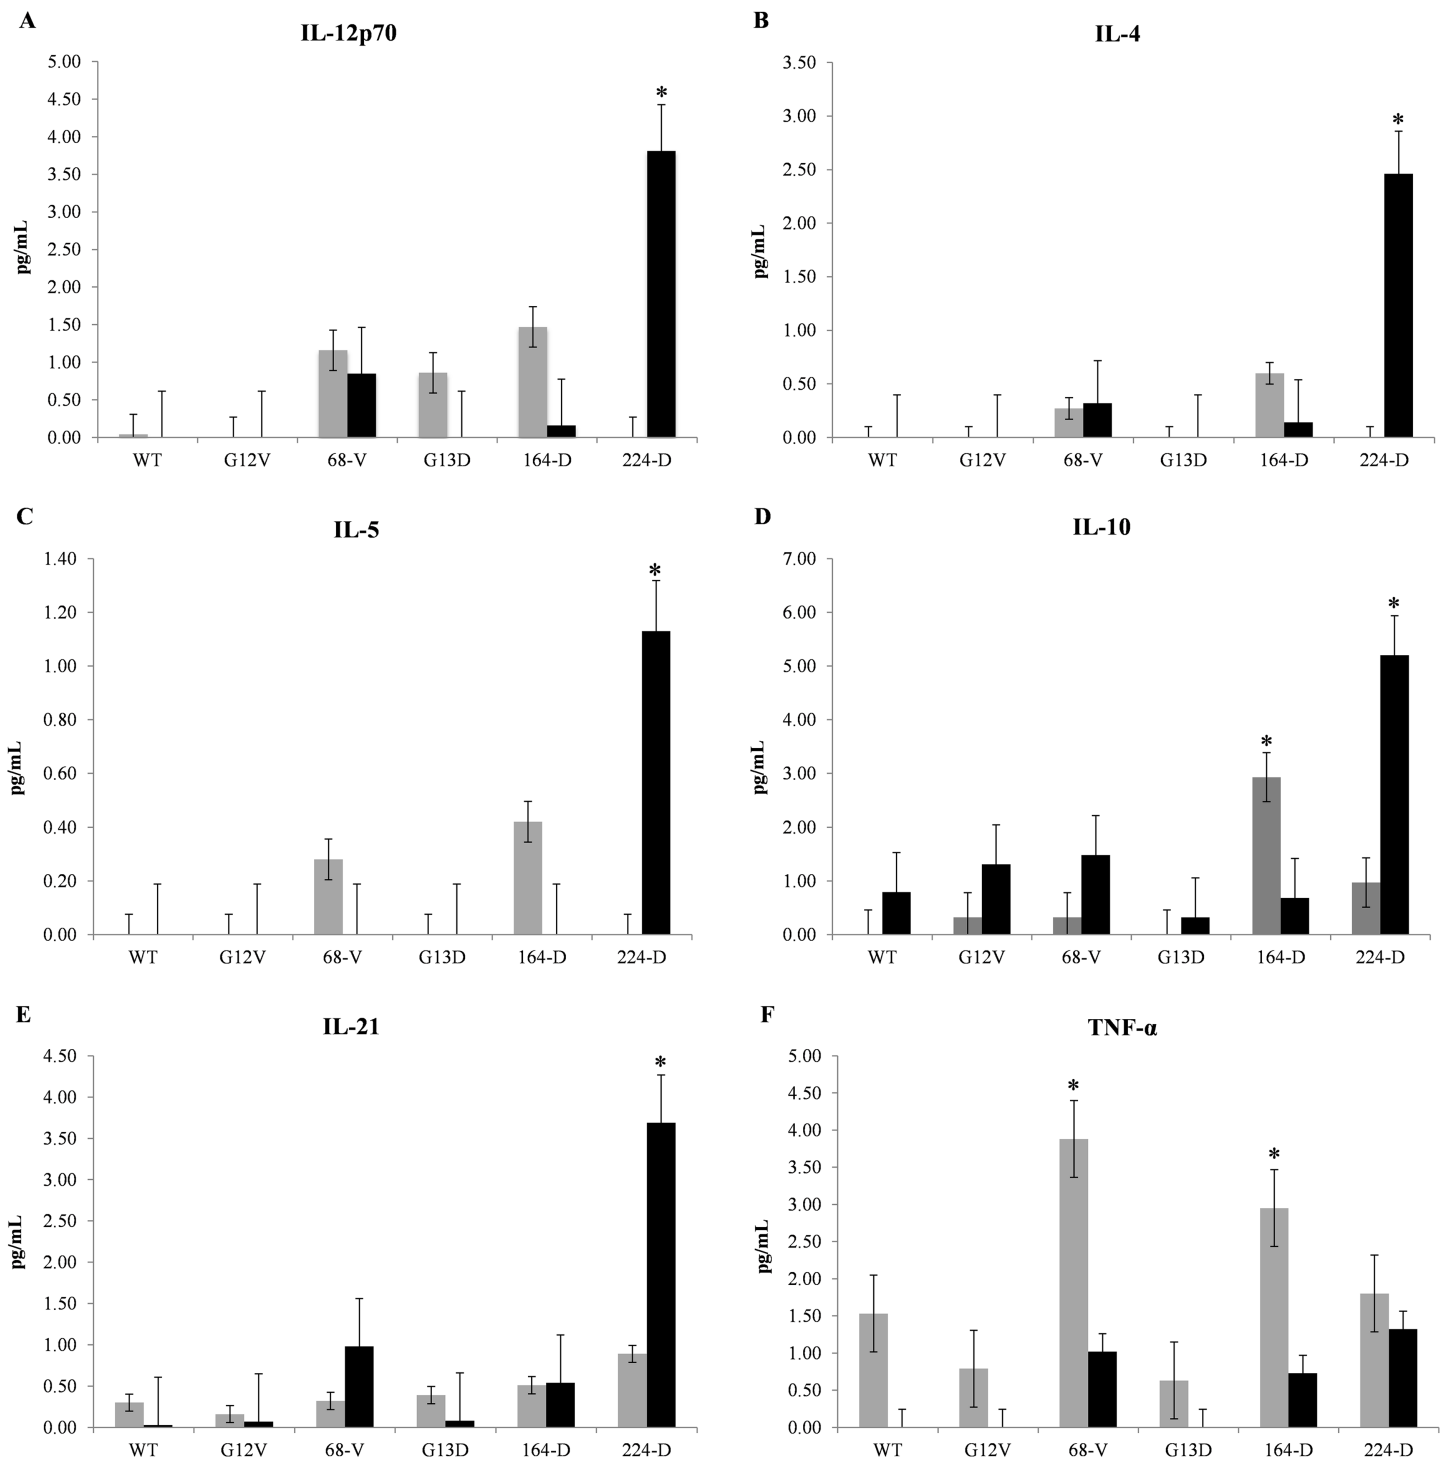 A
IL-12p70
5.00
4.50
4.00
3.50
3.00
2.50
2.00
1.50
1.00
0.50
0.00
pg/mL
*
WT G12V 68-V G13D 164-D 224-D
B
IL-4
3.50
3.00
2.50
2.00
1.50
1.00
0.50
0.00
pg/mL
*
WT G12V 68-V G13D 164-D 224-D
C
IL-5
1.40
1.20
1.00
0.80
0.60
0.40
0.20
0.00
pg/mL
*
WT G12V 68-V G13D 164-D 224-D
D
IL-10
7.00
6.00
5.00
4.00
3.00
2.00
1.00
0.00
pg/mL
* *
WT G12V 68-V G13D 164-D 224-D
E
IL-21
4.50
4.00
3.50
3.00
2.50
2.00
1.50
1.00
0.50
0.00
pg/mL
*
WT G12V 68-V G13D 164-D 224-D
F
TNF-α
5.00
4.50
4.00
3.50
3.00
2.50
2.00
1.50
1.00
0.50
0.00
pg/mL
* *
WT G12V 68-V G13D 164-D 224-D